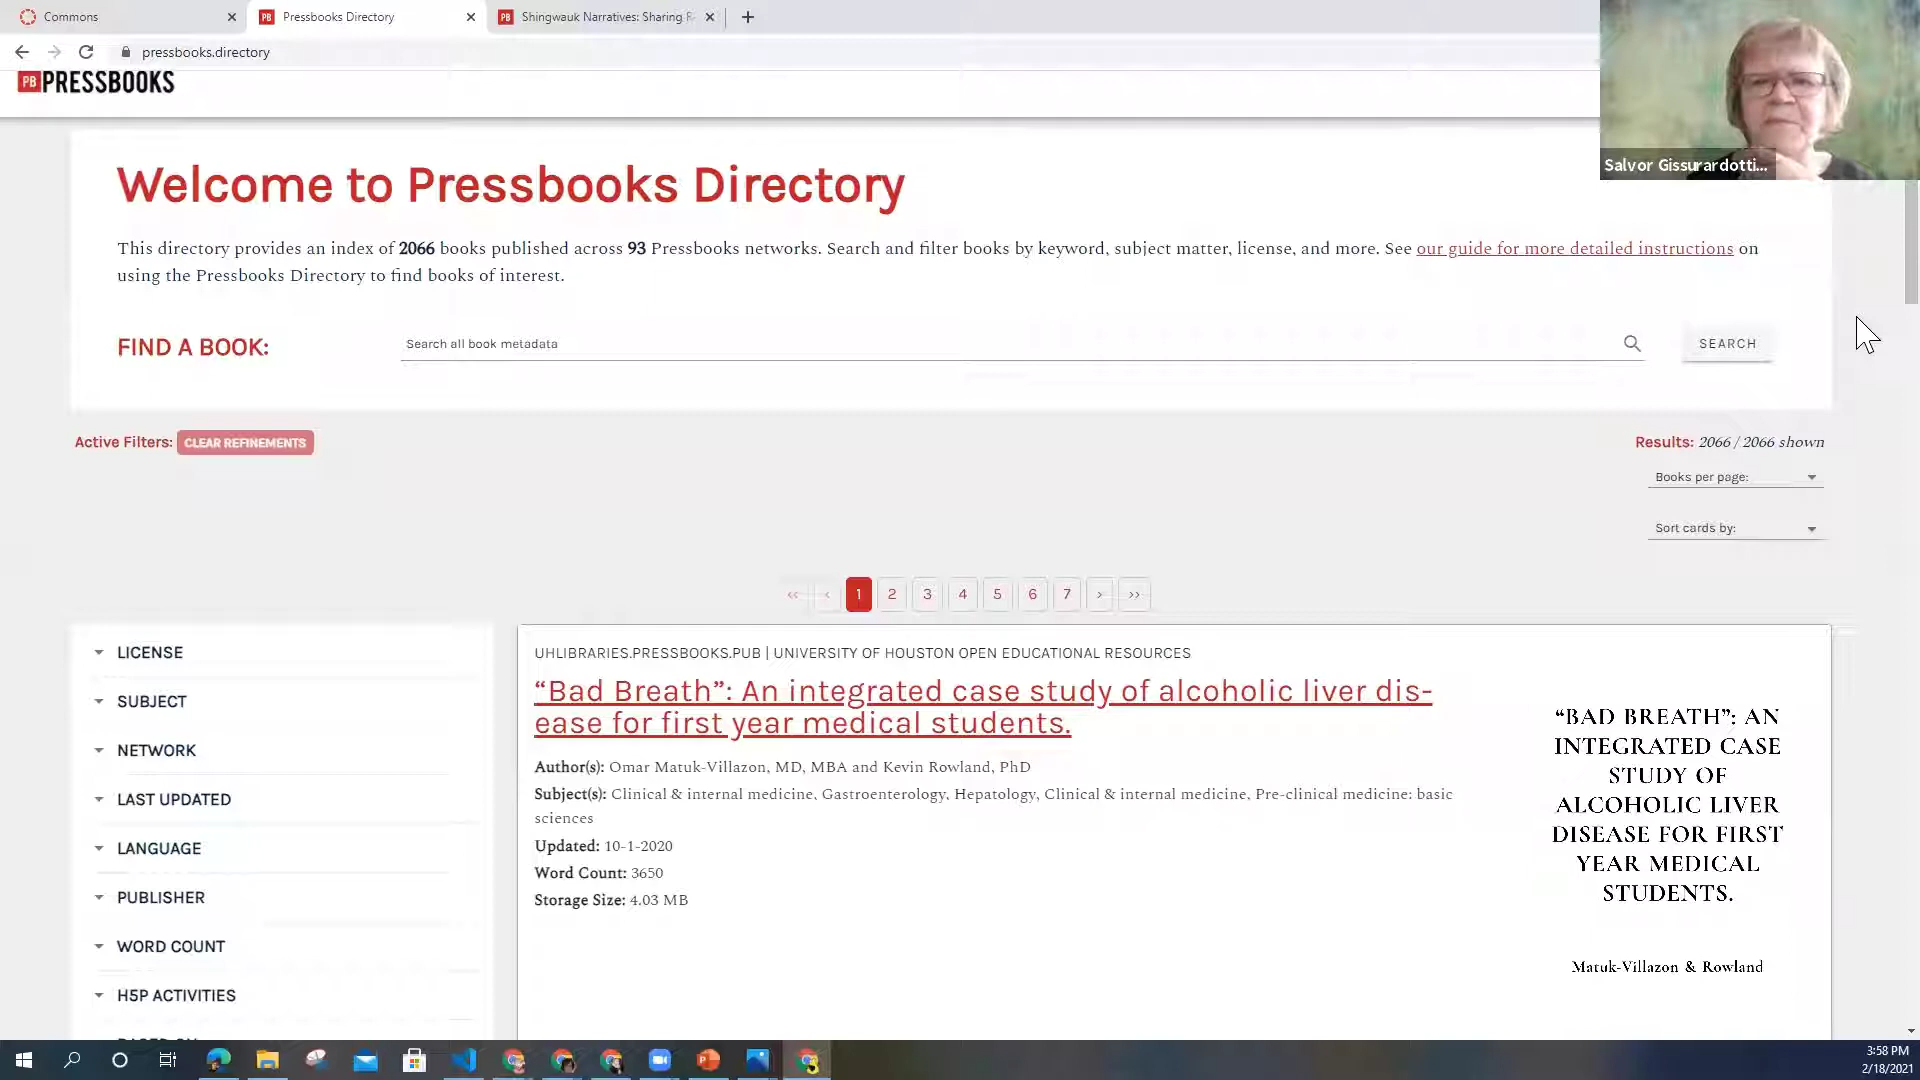 Commons
Pressbooks Directory
Shingwauk Narratives: Sharing R
pressbooks.directory
PB PRESSBOOKS
Salvor Gissurardotti...
Welcome to Pressbooks Directory
This directory provides an index of 2066 books published across 93 Pressbooks networks. Search and filter books by keyword, subject matter, license, and more. See our guide for more detailed instructions on
using the Pressbooks Directory to find books of interest.
FIND A BOOK:
Search all book metadata
SEARCH
Active Filters: CLEAR REFINEMENTS
Results: 2066 / 2066 shown
Books per page:
Sort cards by:
<< < 1 2 3 4 5 6 7 > >>
LICENSE
SUBJECT
NETWORK
LAST UPDATED
LANGUAGE
PUBLISHER
WORD COUNT
H5P ACTIVITIES
UHLIBRARIES.PRESSBOOKS.PUB | UNIVERSITY OF HOUSTON OPEN EDUCATIONAL RESOURCES
“Bad Breath”: An integrated case study of alcoholic liver dis-
ease for first year medical students.
Author(s): Omar Matuk-Villazon, MD, MBA and Kevin Rowland, PhD
Subject(s): Clinical & internal medicine, Gastroenterology, Hepatology, Clinical & internal medicine, Pre-clinical medicine: basic
sciences
Updated: 10-1-2020
Word Count: 3650
Storage Size: 4.03 MB
“BAD BREATH”: AN
INTEGRATED CASE
STUDY OF
ALCOHOLIC LIVER
DISEASE FOR FIRST
YEAR MEDICAL
STUDENTS.
Matuk-Villazon & Rowland
3:58 PM
2/18/2021